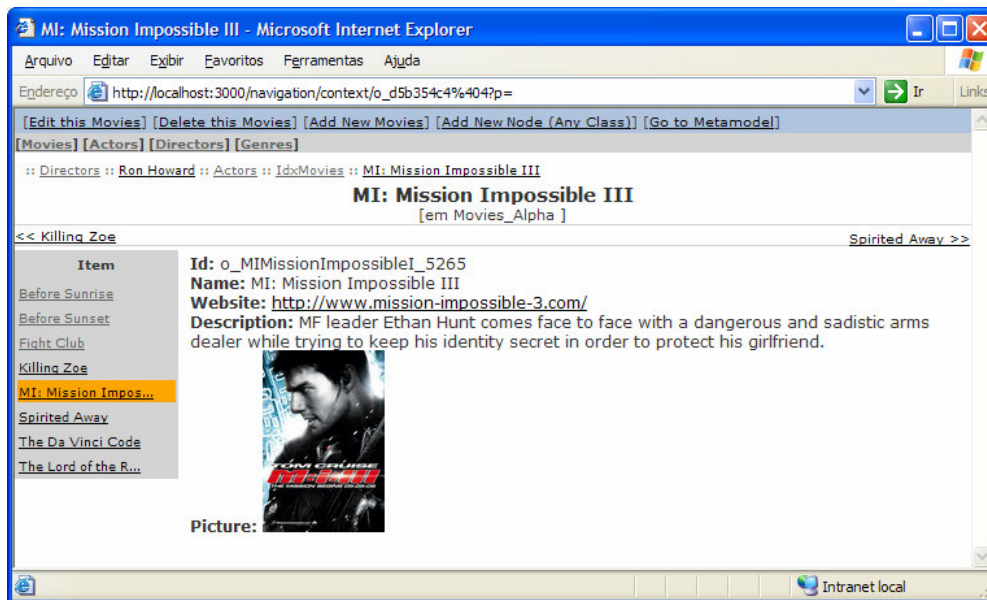 MI: Mission Impossible III - Microsoft Internet Explorer
Arquivo Editar Exibir Favoritos Ferramentas Ajuda
Endereço http://localhost:3000/navigation/context/o_d5b354c4%404?p= Ir Links
[Edit this Movies] [Delete this Movies] [Add New Movies] [Add New Node (Any Class)] [Go to Metamodel]
[Movies] [Actors] [Directors] [Genres]
:: Directors :: Ron Howard :: Actors :: IdxMovies :: MI: Mission Impossible III
MI: Mission Impossible III
[em Movies_Alpha ]
<< Killing Zoe Spirited Away >>
Item
Before Sunrise
Before Sunset
Fight Club
Killing Zoe
MI: Mission Impos...
Spirited Away
The Da Vinci Code
The Lord of the R...
Id: o_MIMissionImpossibleI_5265
Name: MI: Mission Impossible III
Website: http://www.mission-impossible-3.com/
Description: MF leader Ethan Hunt comes face to face with a dangerous and sadistic arms
dealer while trying to keep his identity secret in order to protect his girlfriend.
TOM CRUISE
M:i:III
Picture:
Intranet local